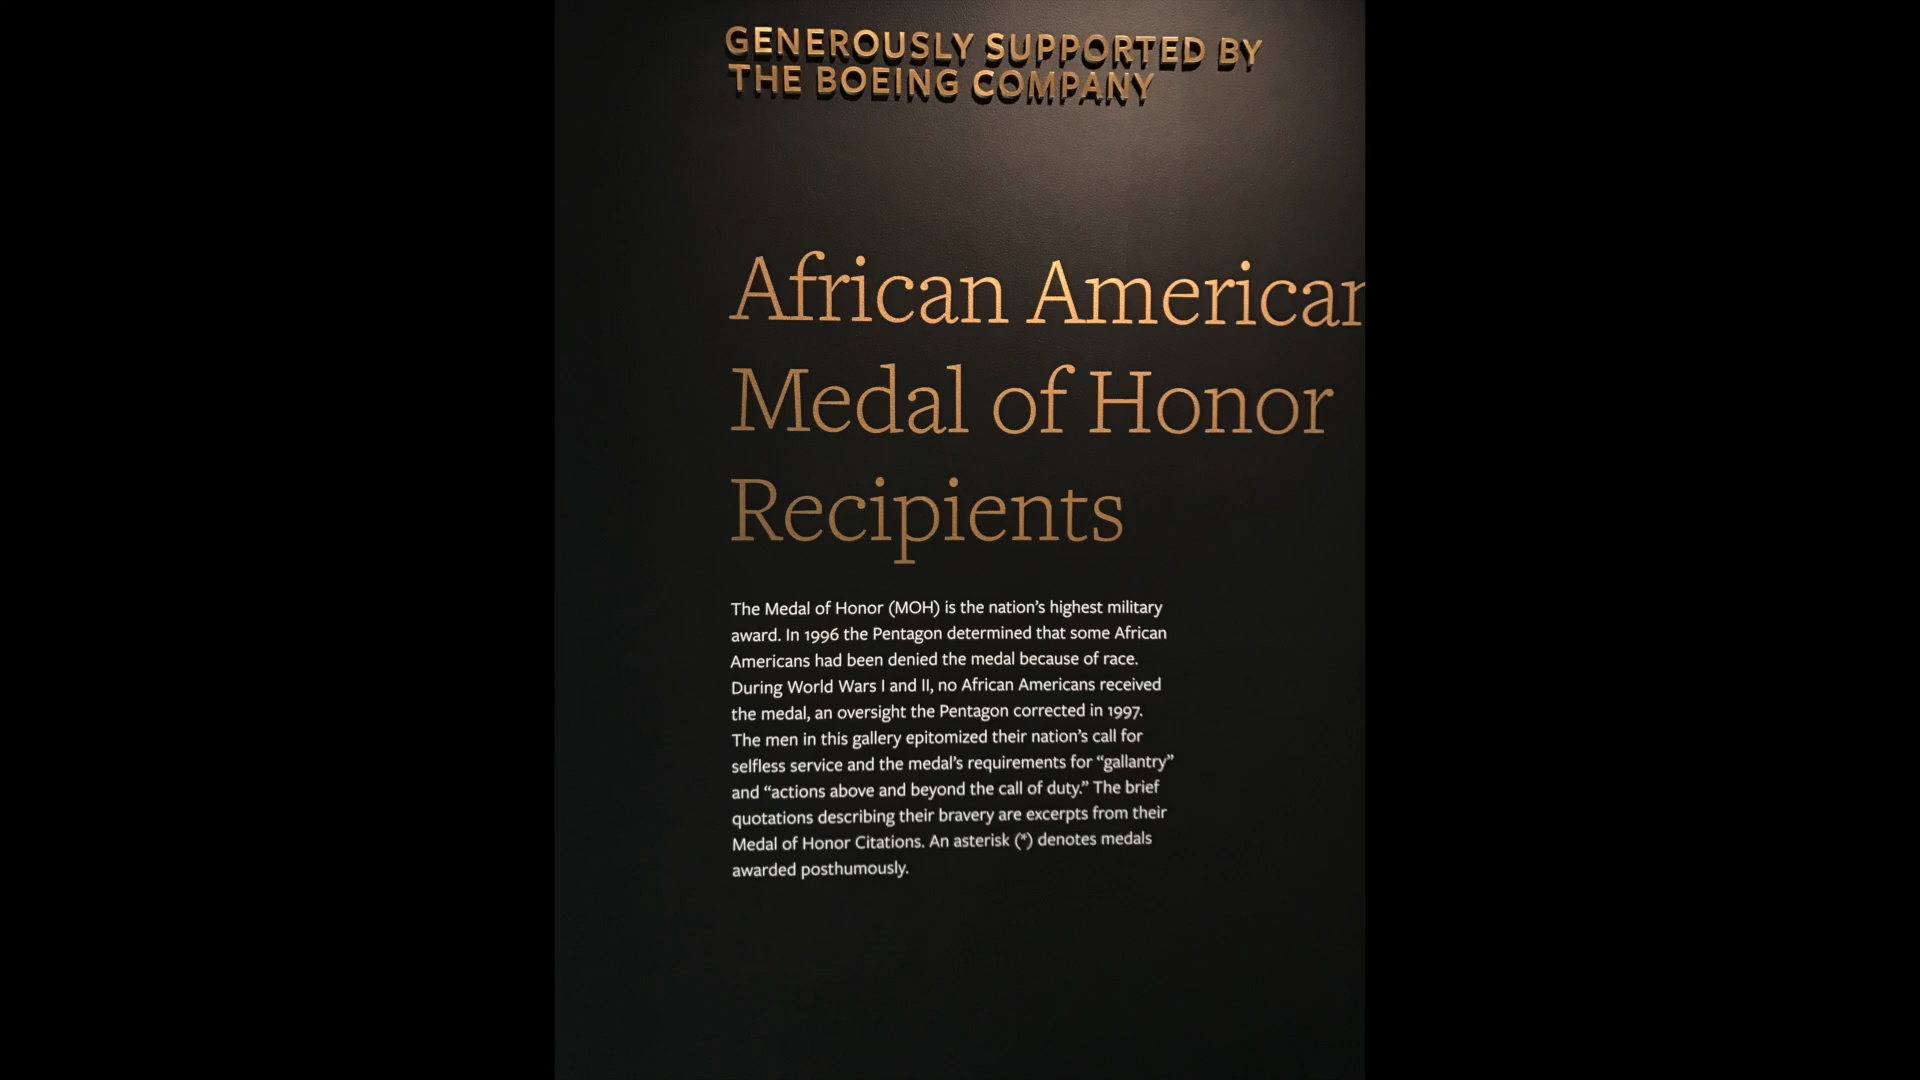 GENEROUSLY SUPPORTED BY
THE BOEING COMPANY
African American
Medal of Honor
Recipients
The Medal of Honor (MOH) is the nation's highest military
award. In 1996 the Pentagon determined that some African
Americans had been denied the medal because of race.
During World Wars I and II, no African Americans received
the medal, an oversight the Pentagon corrected in 1997.
The men in this gallery epitomized their nation's call for
selfless service and the medal's requirements for “gallantry”
and “actions above and beyond the call of duty.” The brief
quotations describing their bravery are excerpts from their
Medal of Honor Citations. An asterisk (*) denotes medals
awarded posthumously.